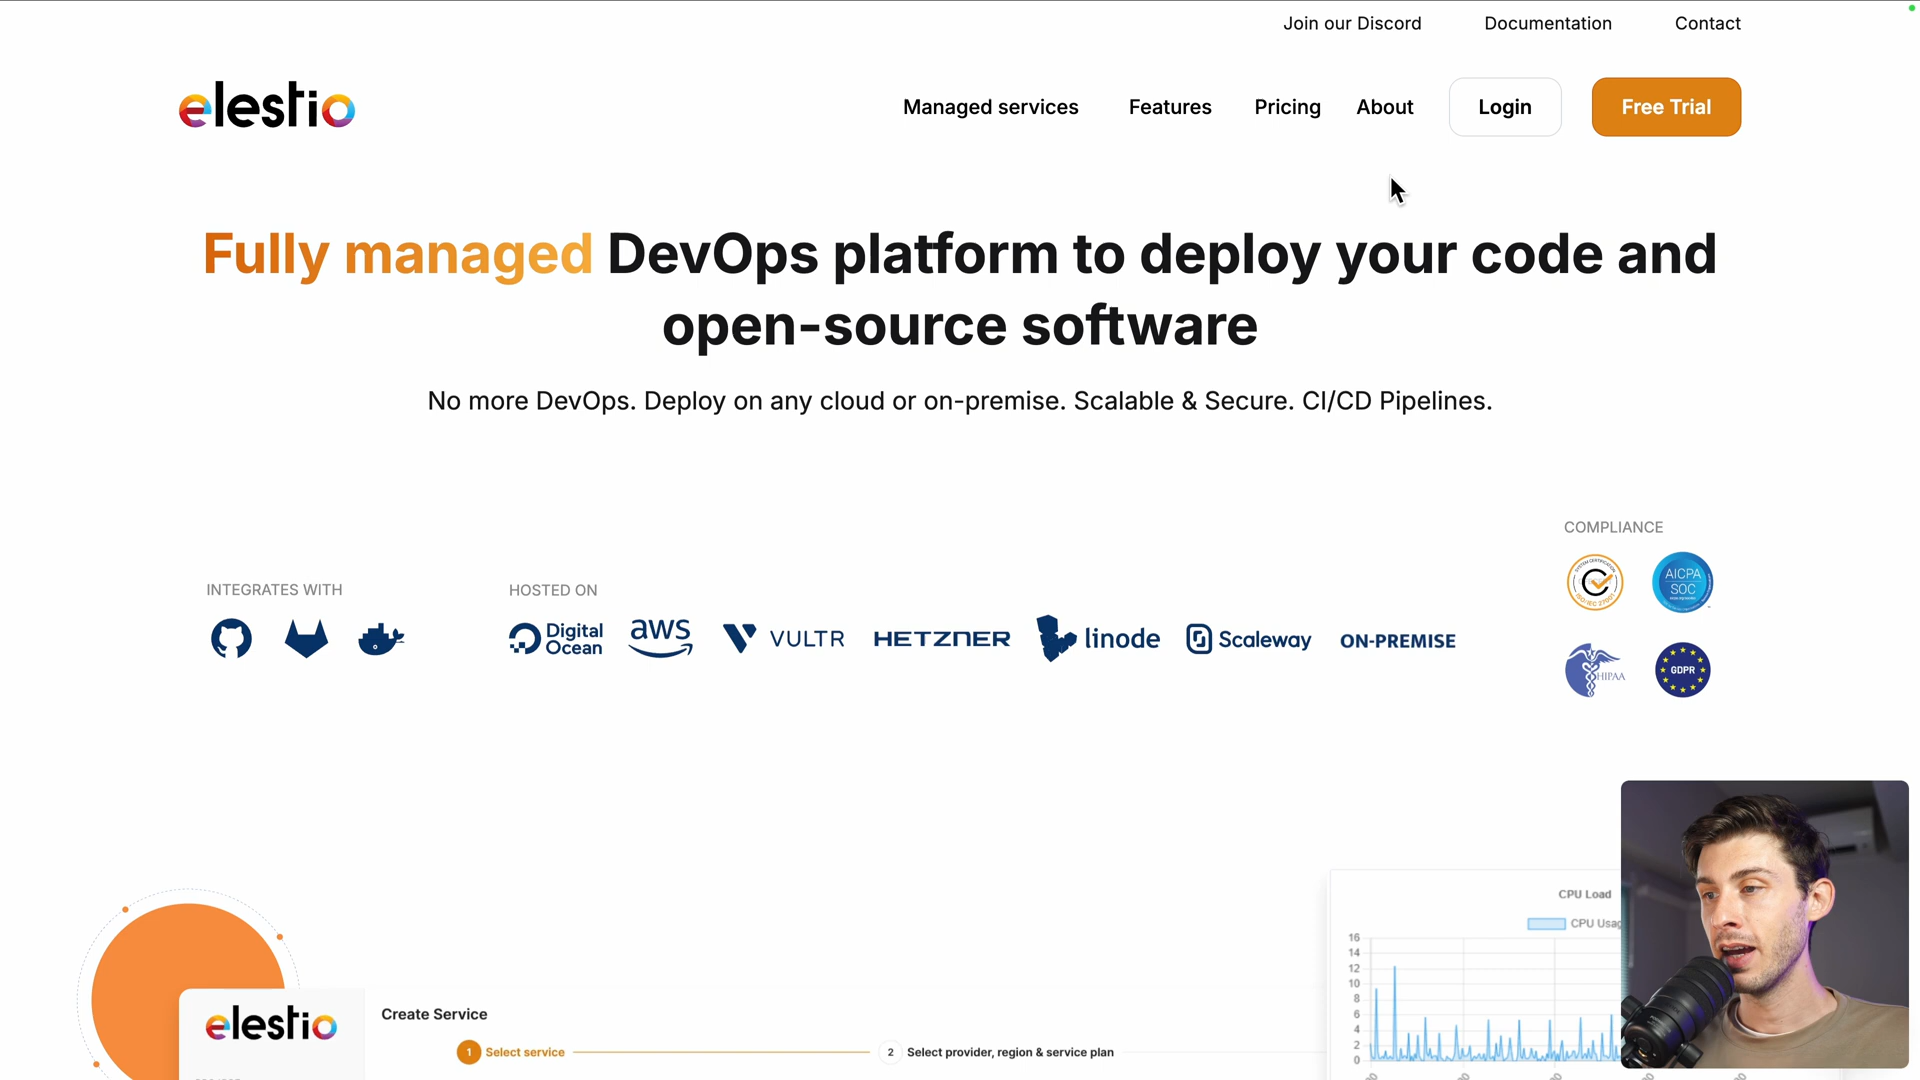 Join our Discord
Documentation
Contact
elestio
Managed services
Features
Pricing
About
Login
Free Trial
Fully managed DevOps platform to deploy your code and
open-source software
No more DevOps. Deploy on any cloud or on-premise. Scalable & Secure. CI/CD Pipelines.
COMPLIANCE
AICPA
SOC
INTEGRATES WITH
HOSTED ON
Digital
Ocean
aws
VULTR
HETZNER
linode
Scaleway
ON-PREMISE
HIPAA
GDPR
CPU Load
CPU Usag
16
14
12
10
8
6
4
2
0
elestio
Create Service
1 Select service
2 Select provider, region & service plan